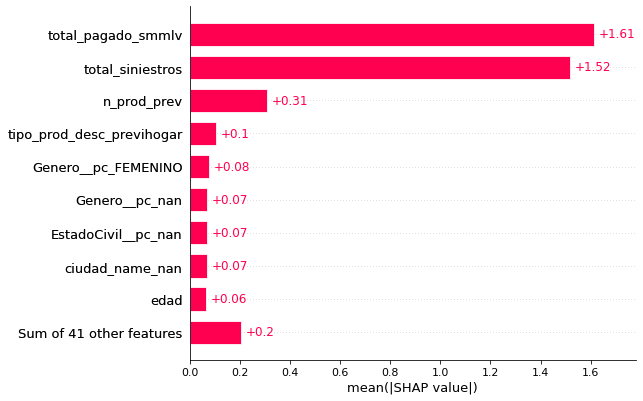 total_pagado_smmlv +1.61
total_siniestros +1.52
n_prod_prev +0.31
tipo_prod_desc_previhogar +0.1
Genero__pc_FEMENINO +0.08
Genero__pc_nan +0.07
EstadoCivil__pc_nan +0.07
ciudad_name_nan +0.07
edad +0.06
Sum of 41 other features +0.2
0.0 0.2 0.4 0.6 0.8 1.0 1.2 1.4 1.6
mean(|SHAP value|)